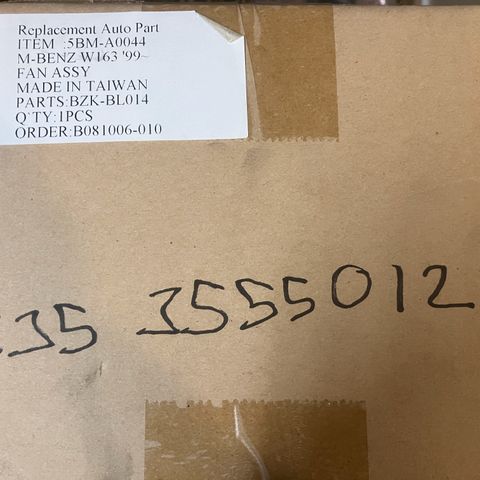 Replacement Auto Part
ITEM :5BM-A0044
M-BENZ W163 '99~
FAN ASSY
MADE IN TAIWAN
PARTS:BZK-BL014
Q`TY:1PCS
ORDER:B081006-010
35 3555012